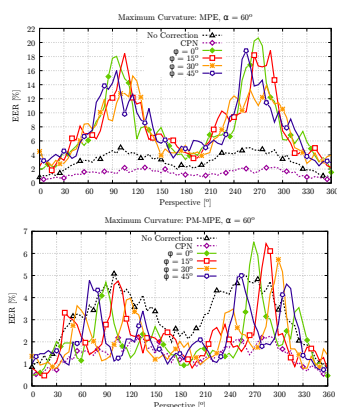 Maximum Curvature: MPE, α = 60°
No Correction
CPN
φ = 0°
φ = 15°
φ = 30°
φ = 45°
EER [%]
22
20
18
16
14
12
10
8
6
4
2
0
0 30 60 90 120 150 180 210 240 270 300 330 360
Perspective [°]
Maximum Curvature: PM-MPE, α = 60°
No Correction
CPN
φ = 0°
φ = 15°
φ = 30°
φ = 45°
EER [%]
7
6
5
4
3
2
1
0
0 30 60 90 120 150 180 210 240 270 300 330 360
Perspective [°]